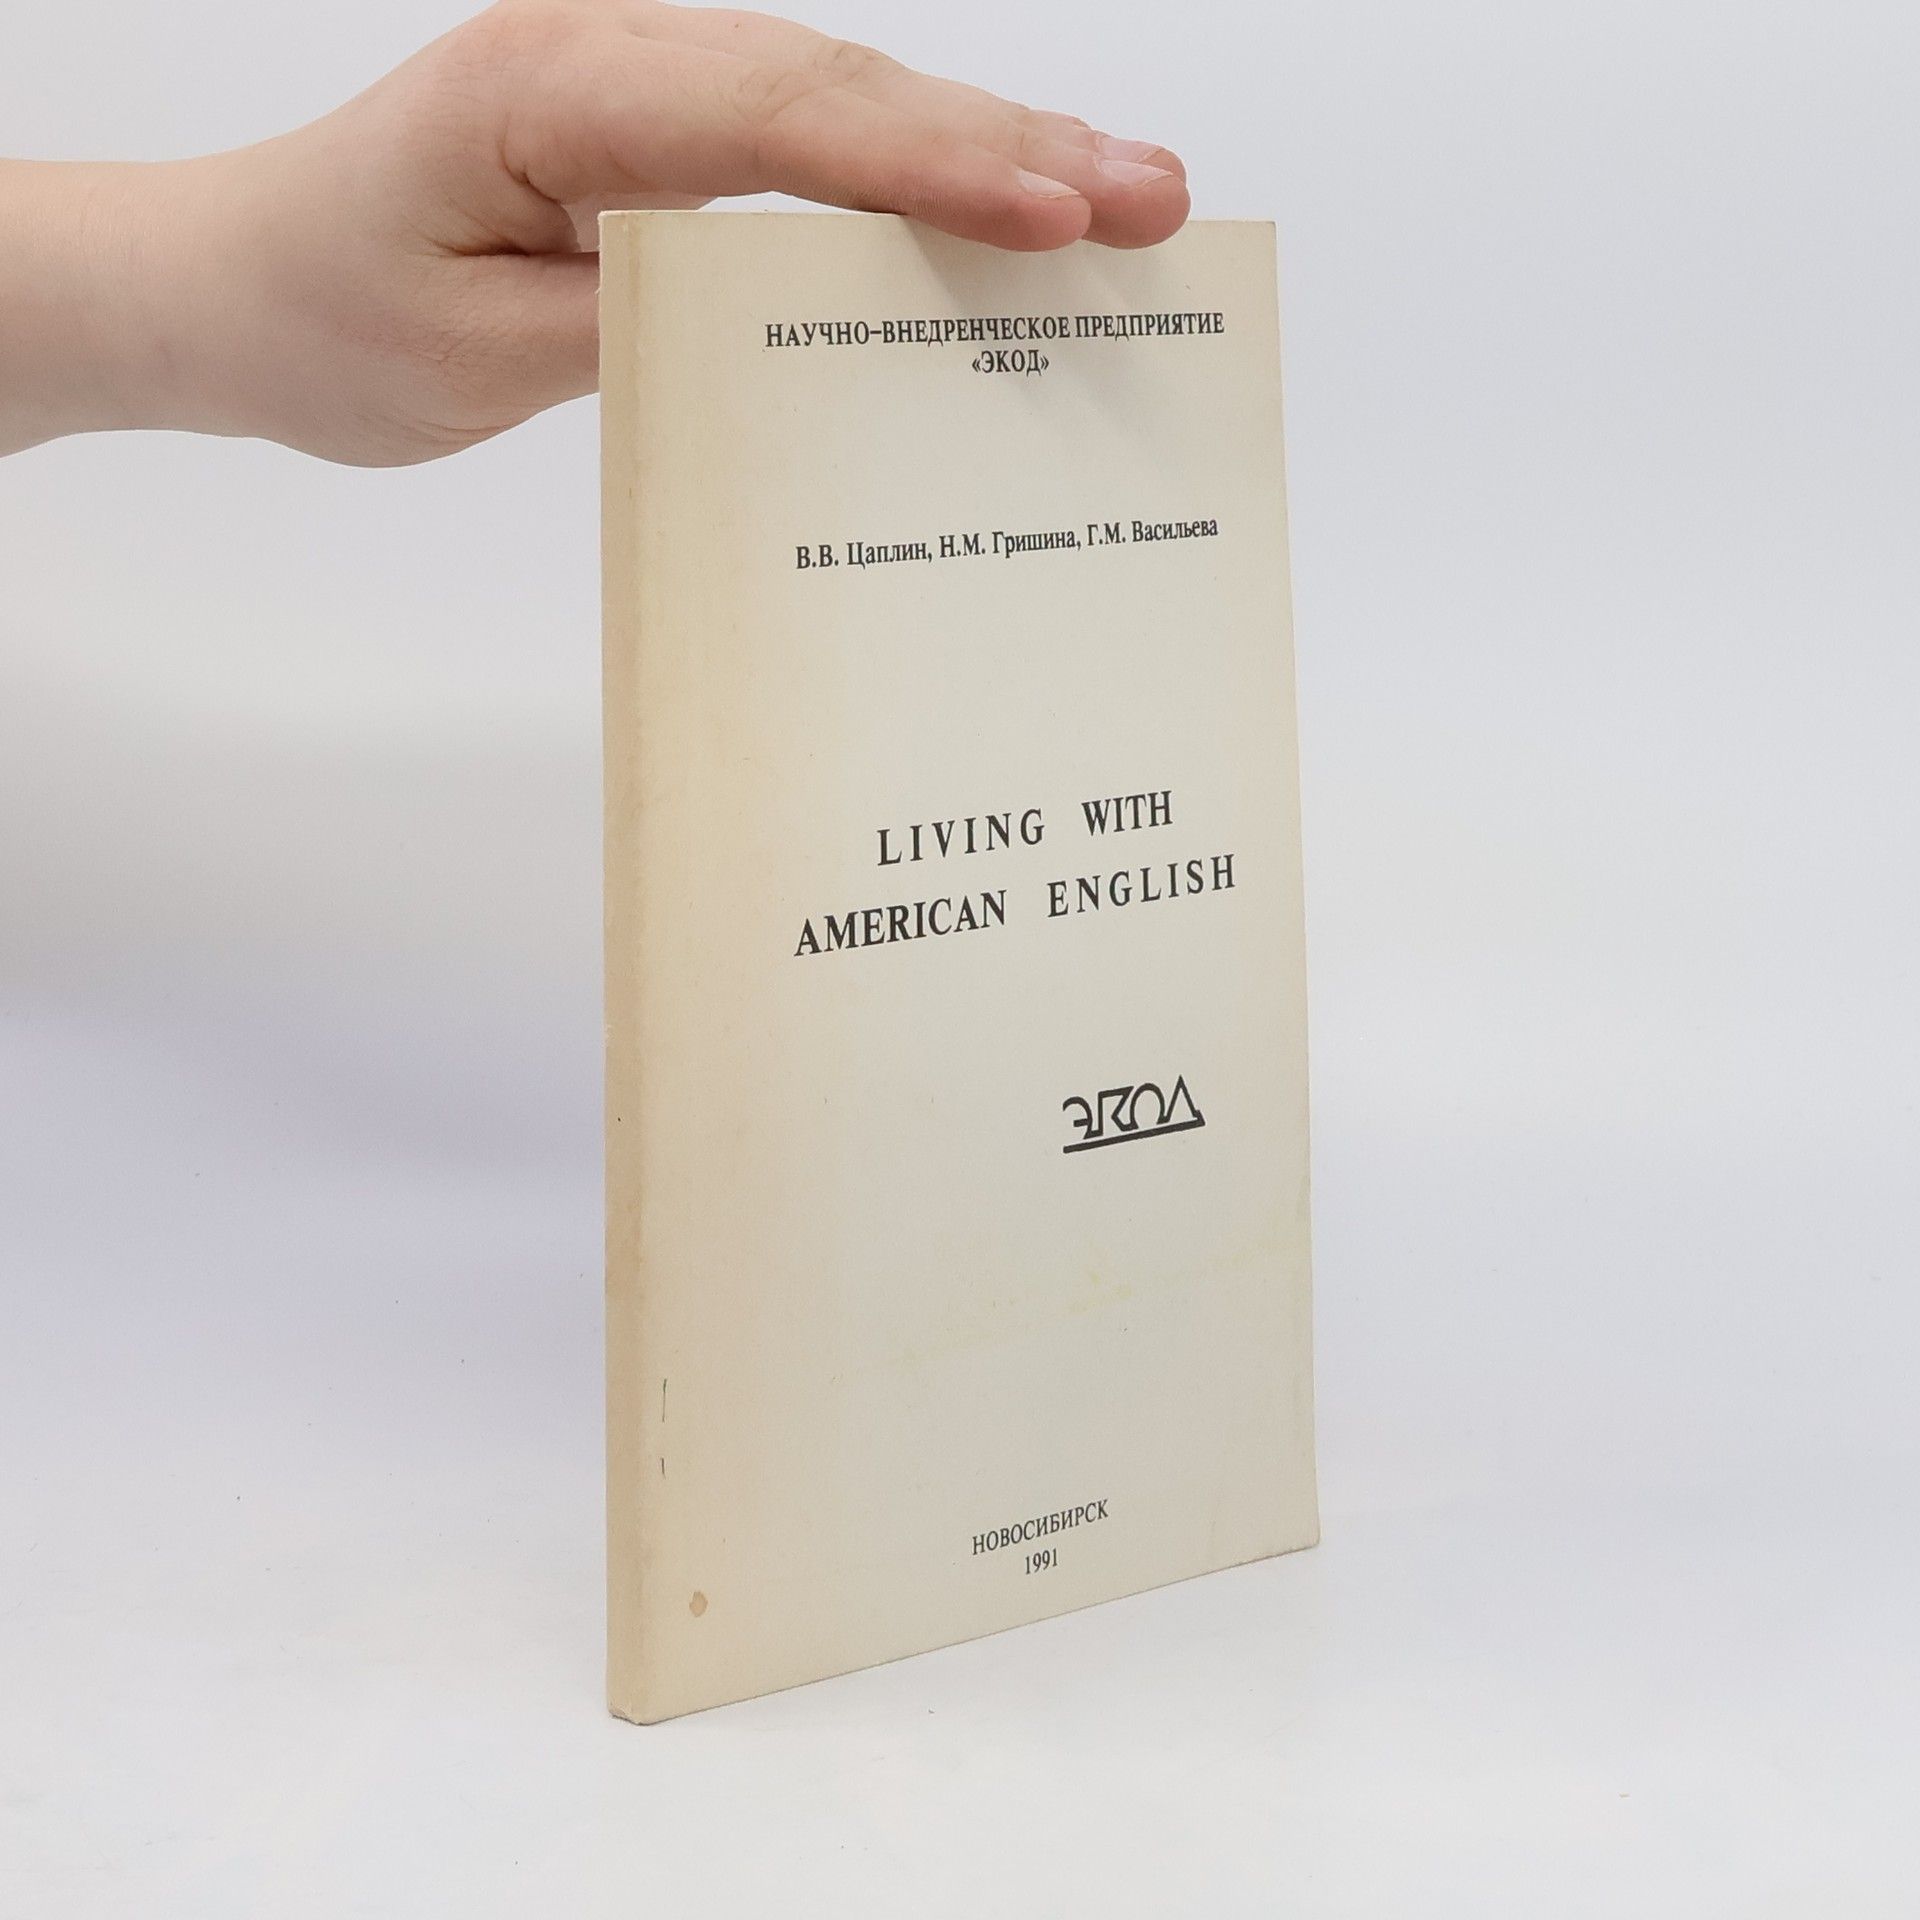 НАУЧНО-ВНЕДРЕНЧЕСКОЕ ПРЕДПРИЯТИЕ
«ЭКОД»
В.В. Цаплин, Н.М. Гришина, Г.М. Васильева
LIVING WITH
AMERICAN ENGLISH
ЭКОД
НОВОСИБИРСК
1991